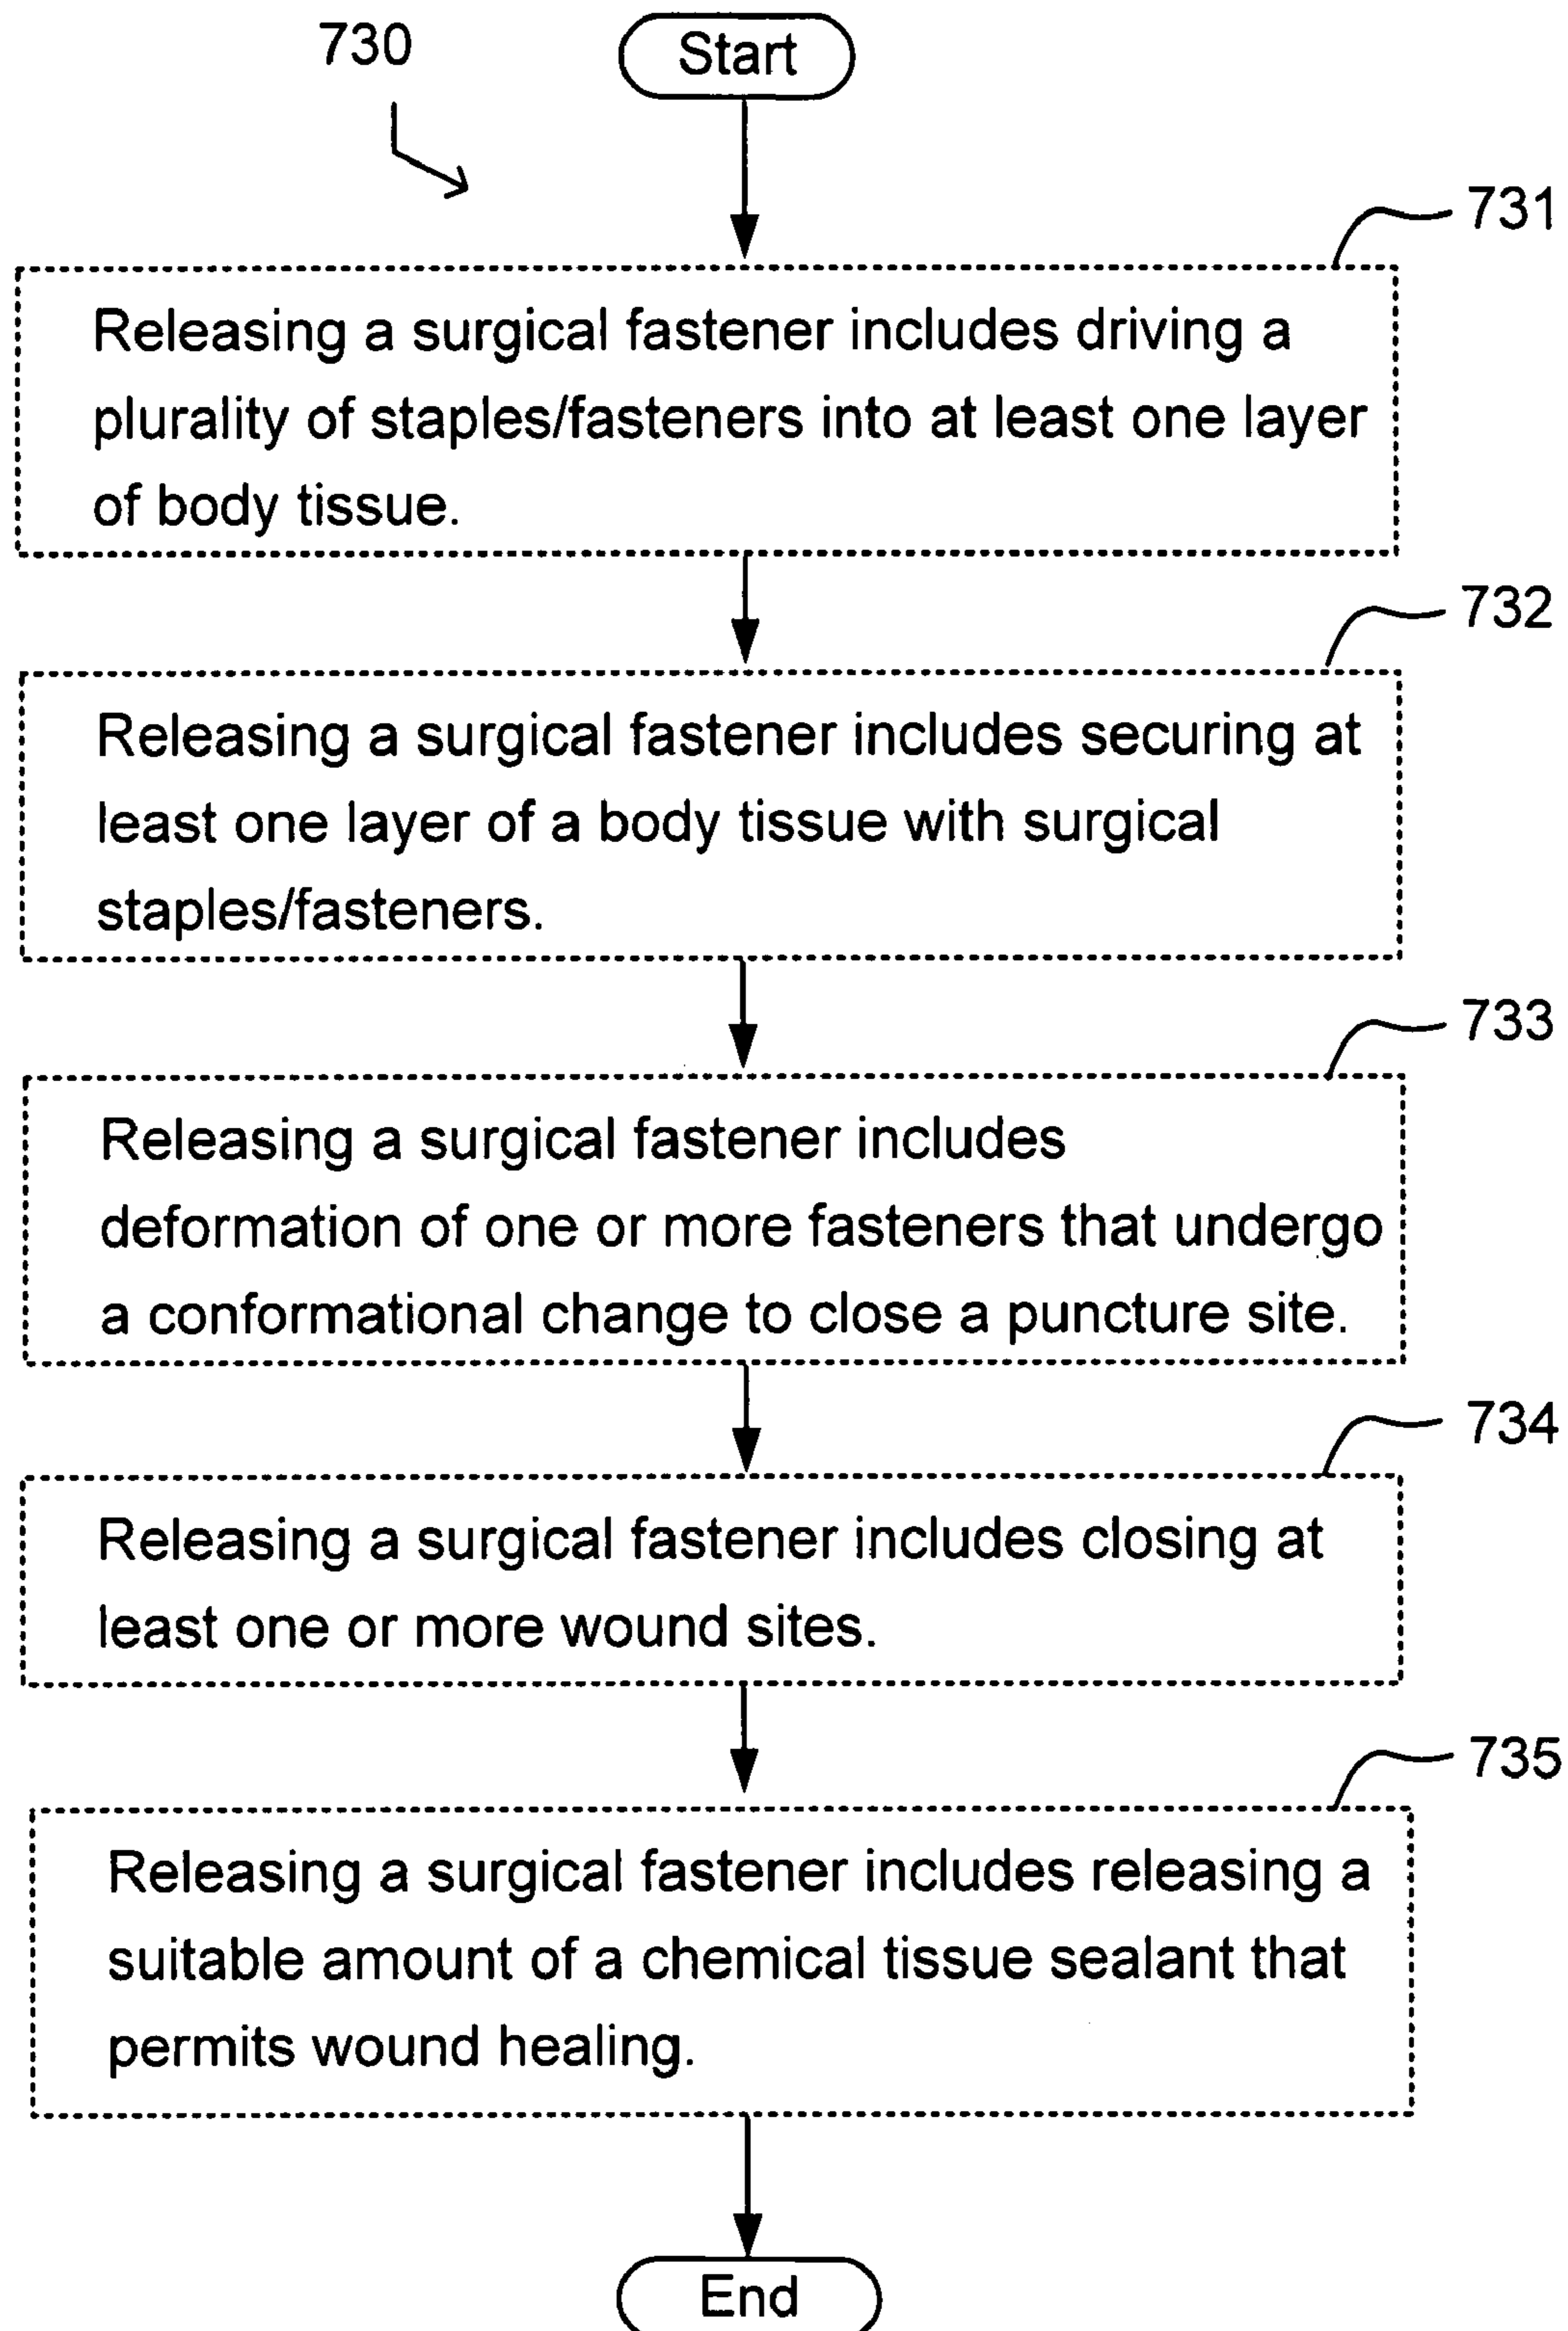 730
Start
731
Releasing a surgical fastener includes driving a
plurality of staples/fasteners into at least one layer
of body tissue.
732
Releasing a surgical fastener includes securing at
least one layer of a body tissue with surgical
staples/fasteners.
733
Releasing a surgical fastener includes
deformation of one or more fasteners that undergo
a conformational change to close a puncture site.
734
Releasing a surgical fastener includes closing at
least one or more wound sites.
735
Releasing a surgical fastener includes releasing a
suitable amount of a chemical tissue sealant that
permits wound healing.
End